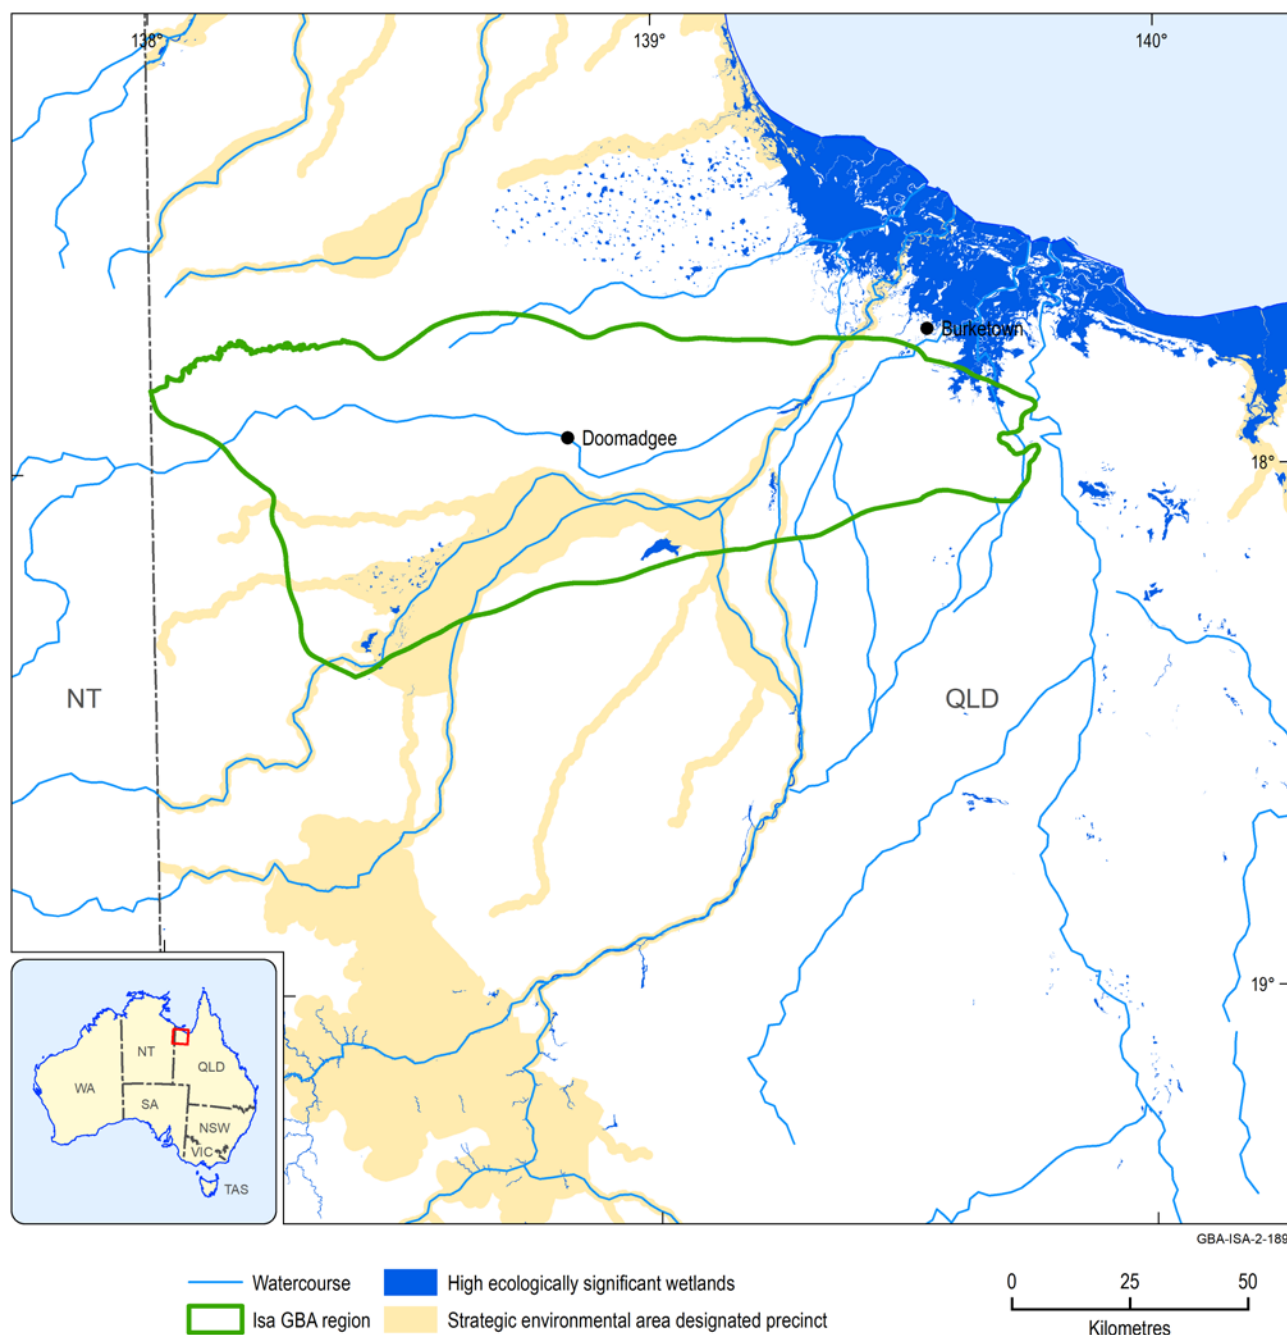 138°
139°
140°
Burketown
Doomadgee
18°
NT
QLD
19°
NT
QLD
WA
SA
NSW
VIC
TAS
GBA-ISA-2-189
Watercourse
High ecologically significant wetlands
Isa GBA region
Strategic environmental area designated precinct
0 25 50
Kilometres